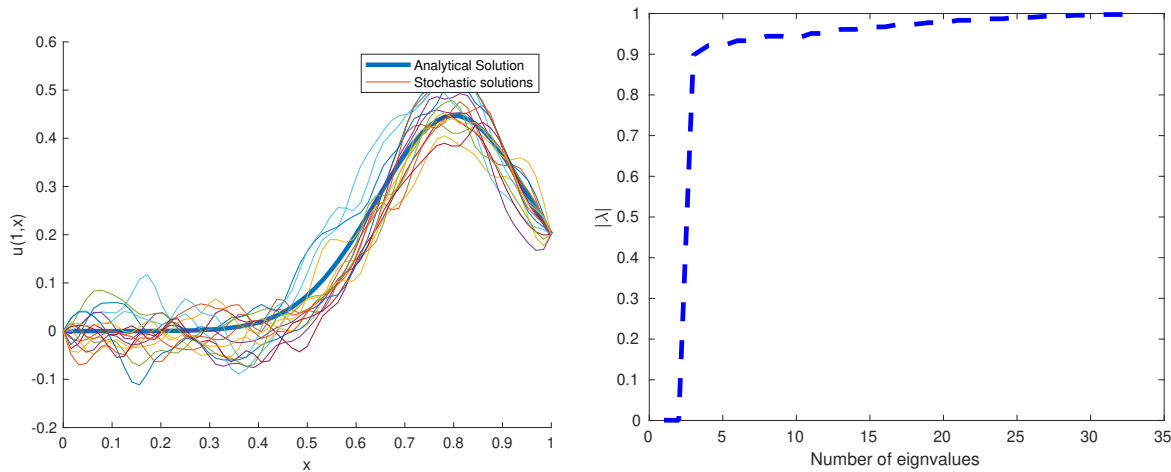 0.6
0.5
0.4
0.3
0.2
0.1
0
-0.1
-0.2
u(1,x)
Analytical Solution
Stochastic solutions
0 0.1 0.2 0.3 0.4 0.5 0.6 0.7 0.8 0.9 1
x
1
0.9
0.8
0.7
0.6
0.5
0.4
0.3
0.2
0.1
0
|λ|
0 5 10 15 20 25 30 35
Number of eignvalues